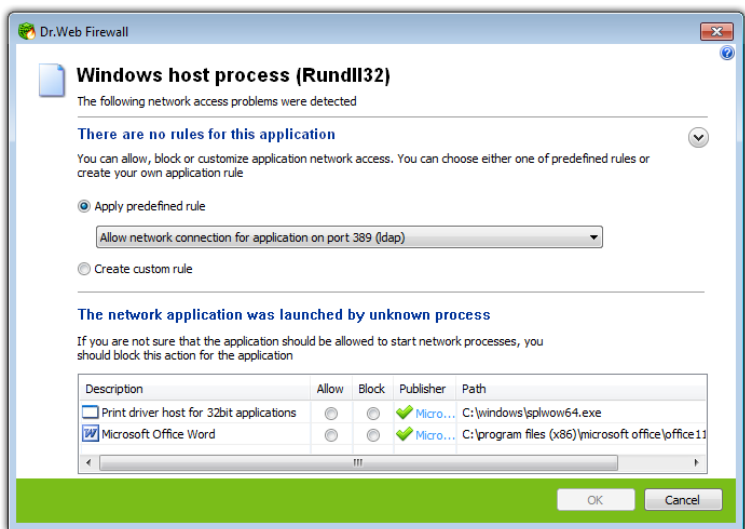 Dr.Web Firewall
Windows host process (Rundll32)
The following network access problems were detected
There are no rules for this application
You can allow, block or customize application network access. You can choose either one of predefined rules or
create your own application rule
Apply predefined rule
Allow network connection for application on port 389 (ldap)
Create custom rule
The network application was launched by unknown process
If you are not sure that the application should be allowed to start network processes, you
should block this action for the application
Description Allow Block Publisher Path
Print driver host for 32bit applications Micro... C:\windows\splwow64.exe
Microsoft Office Word Micro... C:\program files (x86)\microsoft office\office11
OK Cancel